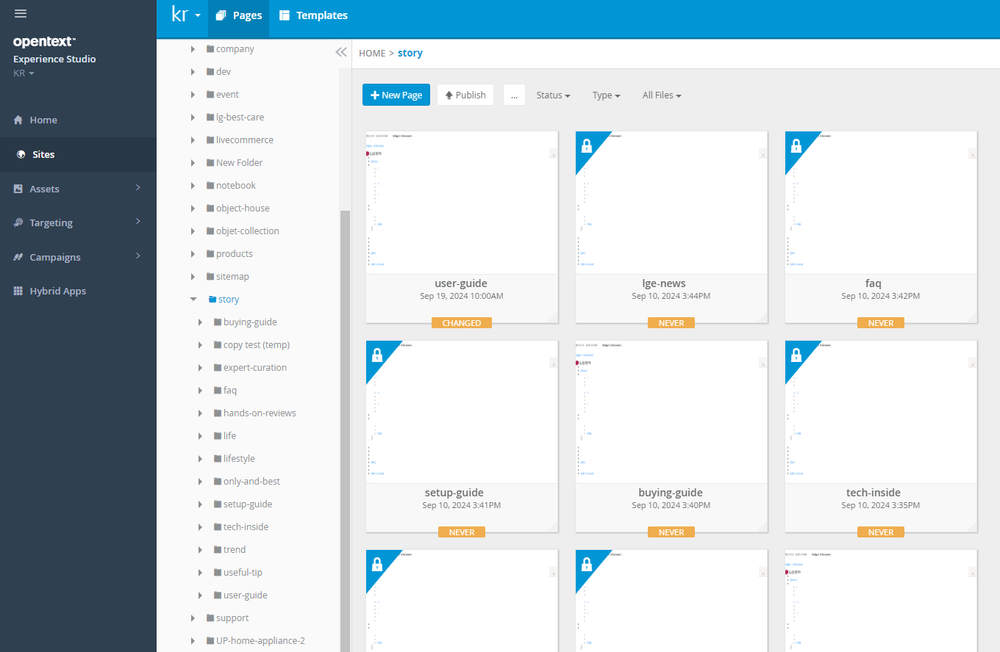 kr
Pages
Templates
opentext™
Experience Studio
KR
Home
Sites
Assets
Targeting
Campaigns
Hybrid Apps
company
dev
event
lg-best-care
livecommerce
New Folder
notebook
object-house
objet-collection
products
sitemap
story
buying-guide
copy test (temp)
expert-curation
faq
hands-on-reviews
life
lifestyle
only-and-best
setup-guide
tech-inside
trend
useful-tip
user-guide
support
UP-home-appliance-2
HOME > story
New Page
Publish
...
Status
Type
All Files
user-guide
Sep 19, 2024 10:00AM
CHANGED
lge-news
Sep 10, 2024 3:44PM
NEVER
faq
Sep 10, 2024 3:42PM
NEVER
setup-guide
Sep 10, 2024 3:41PM
NEVER
buying-guide
Sep 10, 2024 3:40PM
NEVER
tech-inside
Sep 10, 2024 3:35PM
NEVER